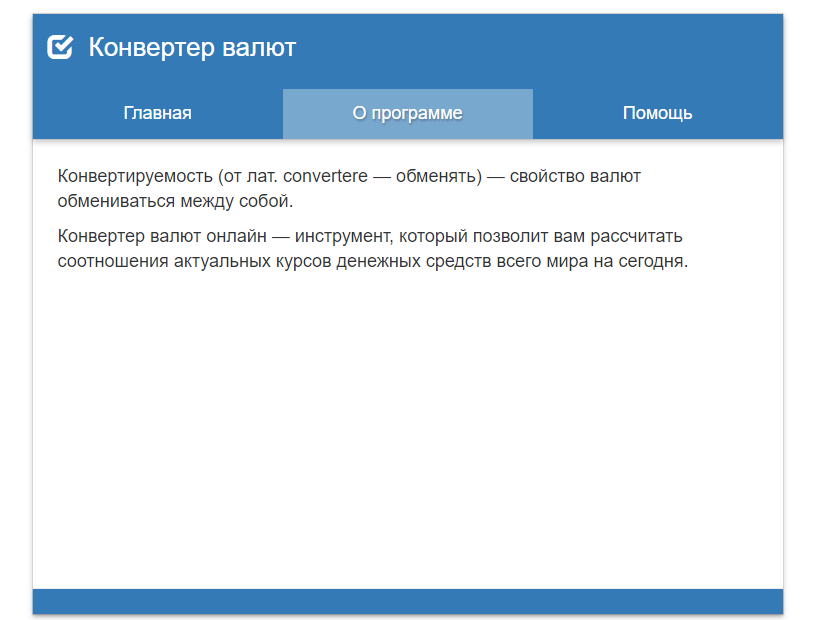 Конвертер валют
Главная
О программе
Помощь
Конвертируемость (от лат. convertere — обменять) — свойство валют
обмениваться между собой.
Конвертер валют онлайн — инструмент, который позволит вам рассчитать
соотношения актуальных курсов денежных средств всего мира на сегодня.